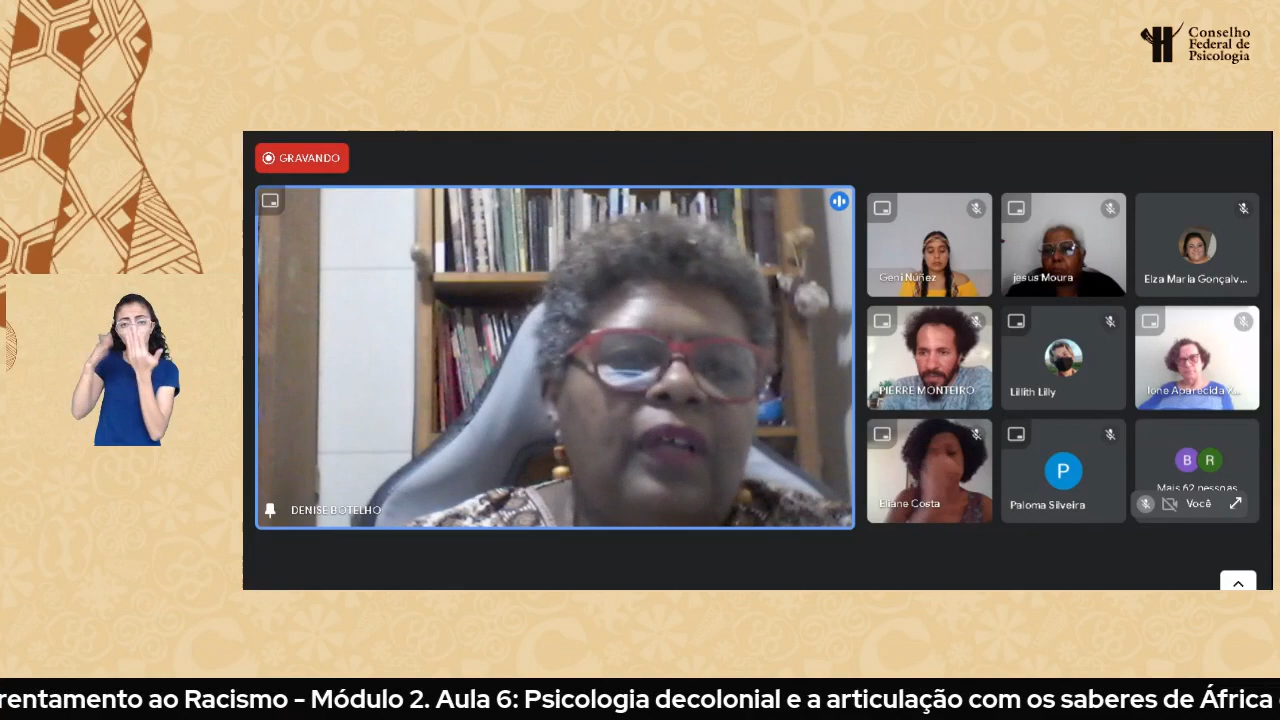 Conselho
Federal de
Psicologia
GRAVANDO
DENISE BOTELHO
Geni Núñez
jesus Moura
Elza Maria Gonçalv...
PIERRE MONTEIRO
Lillith Lilly
Ione Aparecida
Eliane Costa
P
Paloma Silveira
B R
Mais 62 pessoas
Você
rentamento ao Racismo - Módulo 2. Aula 6: Psicologia decolonial e a articulação com os saberes de África